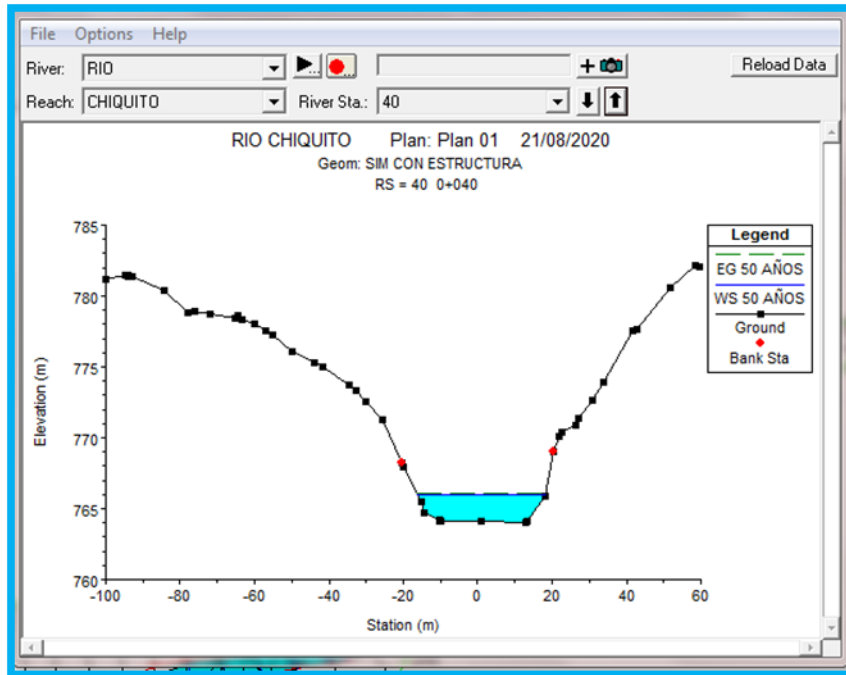 File Options Help
River: RIO Reload Data
Reach: CHIQUITO River Sta.: 40
RIO CHIQUITO Plan: Plan 01 21/08/2020
Geom: SIM CON ESTRUCTURA
RS = 40 0+040
785
780
775
770
765
760
Elevation (m)
-100 -80 -60 -40 -20 0 20 40 60
Station (m)
Legend
EG 50 AÑOS
WS 50 AÑOS
Ground
Bank Sta